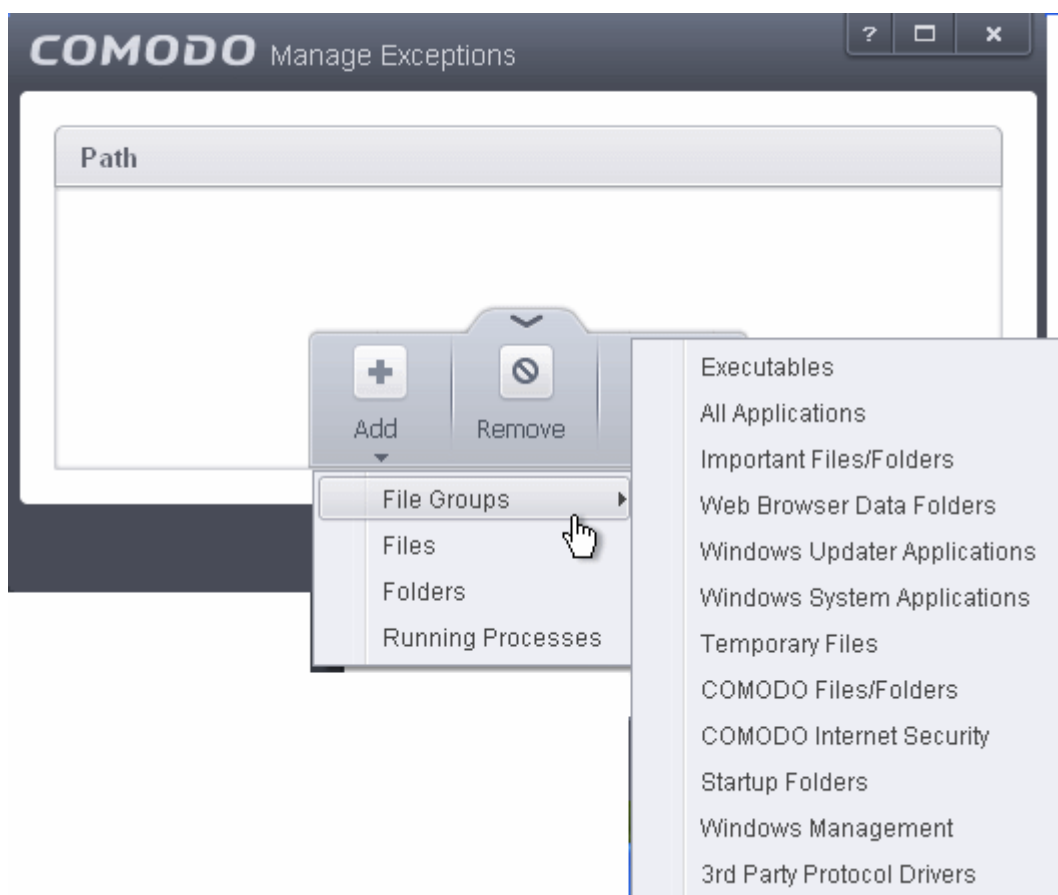 COMODO Manage Exceptions
?
Path
Add
Remove
File Groups
Files
Folders
Running Processes
Executables
All Applications
Important Files/Folders
Web Browser Data Folders
Windows Updater Applications
Windows System Applications
Temporary Files
COMODO Files/Folders
COMODO Internet Security
Startup Folders
Windows Management
3rd Party Protocol Drivers